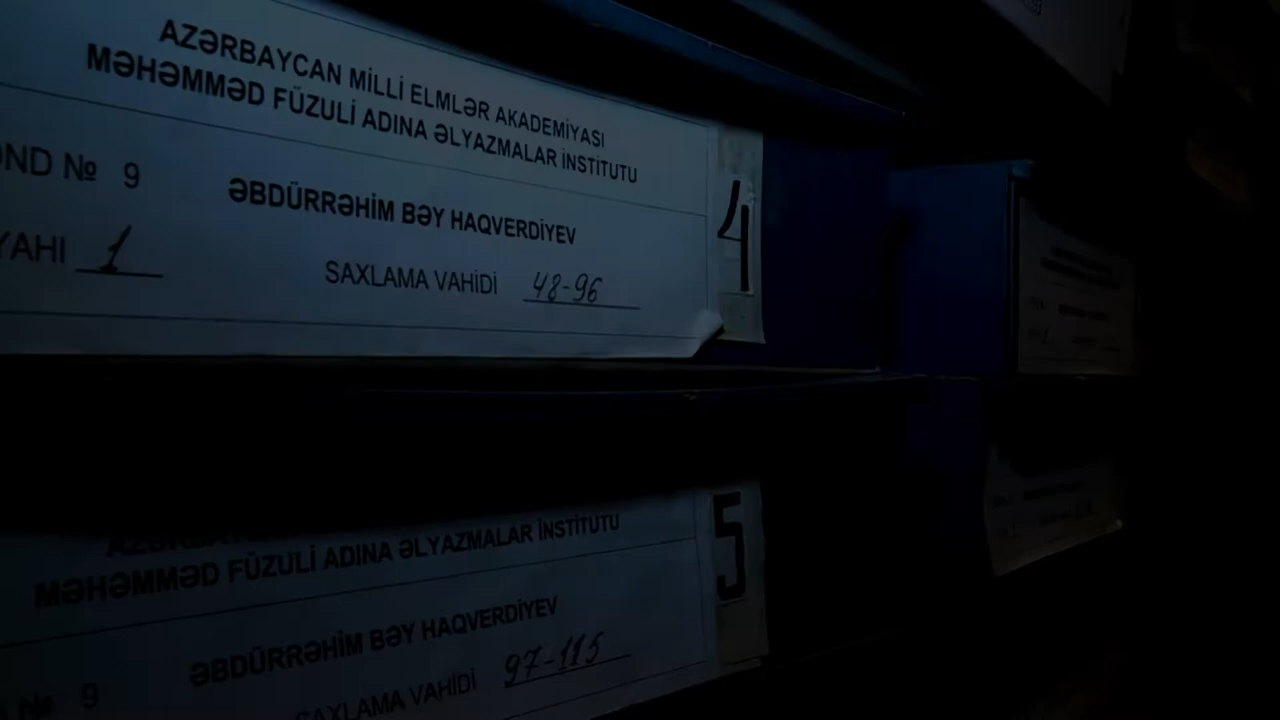 AZƏRBAYCAN MİLLİ ELMLƏR AKADEMİYASI
MƏHƏMMƏD FÜZULİ ADINA ƏLYAZMALAR İNSTİTUTU
OND № 9
ƏBDÜRRƏHİM BƏY HAQVERDİYEV
YAHI 1
SAXLAMA VAHİDİ 48-96
4
MƏHƏMMƏD FÜZULİ ADINA ƏLYAZMALAR İNSTİTUTU
№ 9
ƏBDÜRRƏHİM BƏY HAQVERDİYEV
SAXLAMA VAHİDİ 97-115
5